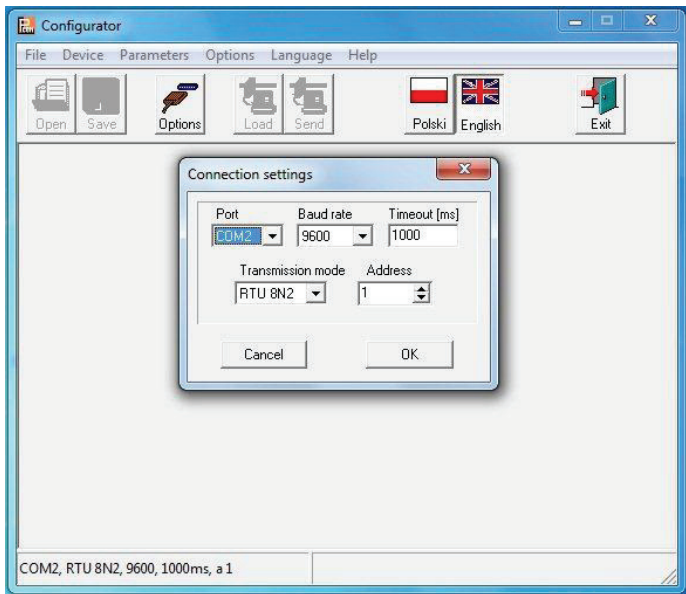 Configurator
File Device Parameters Options Language Help
Open Save Options Load Send Polski English Exit
Connection settings
Port Baud rate Timeout [ms]
COM2 9600 1000
Transmission mode Address
RTU 8N2 1
Cancel OK
COM2, RTU 8N2, 9600, 1000ms, a 1